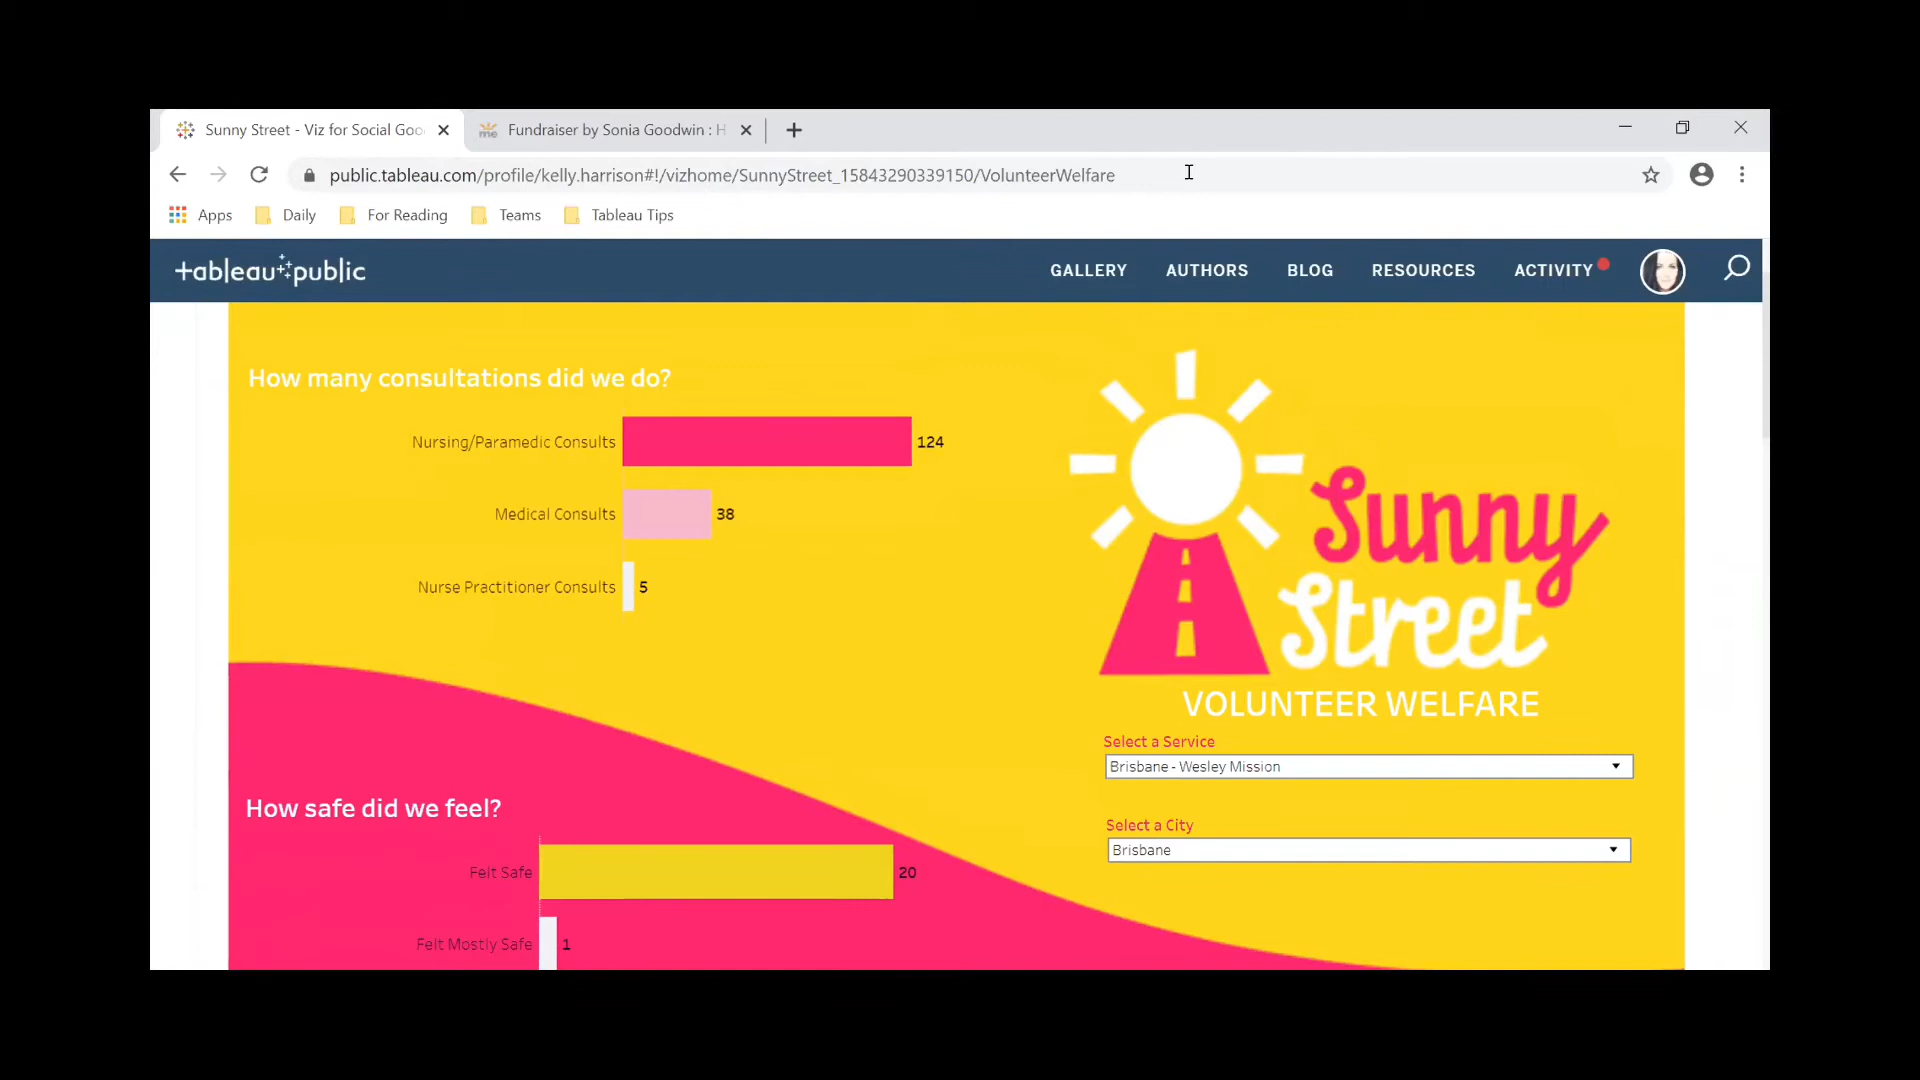 Sunny Street - Viz for Social Goo
Fundraiser by Sonia Goodwin : H
public.tableau.com/profile/kelly.harrison#!/vizhome/SunnyStreet_15843290339150/VolunteerWelfare
Apps Daily For Reading Teams Tableau Tips
+ableau public
GALLERY AUTHORS BLOG RESOURCES ACTIVITY
How many consultations did we do?
Nursing/Paramedic Consults 124
Medical Consults 38
Nurse Practitioner Consults 5
Sunny
Street
VOLUNTEER WELFARE
Select a Service
Brisbane - Wesley Mission
Select a City
Brisbane
How safe did we feel?
Felt Safe 20
Felt Mostly Safe 1